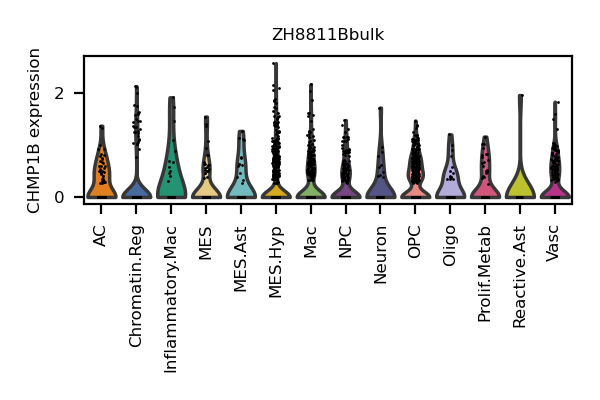 ZH8811Bbulk
CHMP1B expression
2
0
AC
Chromatin.Reg
Inflammatory.Mac
MES
MES.Ast
MES.Hyp
Mac
NPC
Neuron
OPC
Oligo
Prolif.Metab
Reactive.Ast
Vasc